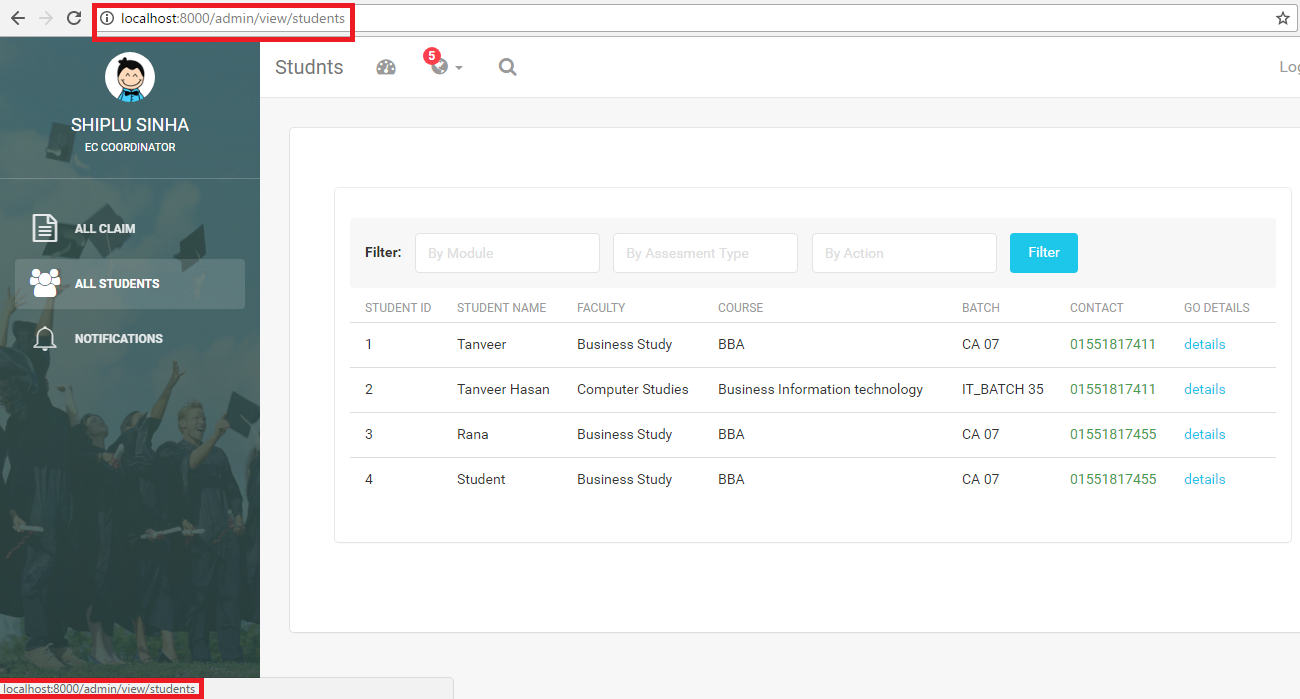 localhost:8000/admin/view/students
Studnts
5
SHIPLU SINHA
EC COORDINATOR
ALL CLAIM
ALL STUDENTS
NOTIFICATIONS
Filter: By Module By Assesment Type By Action Filter
STUDENT ID STUDENT NAME FACULTY COURSE BATCH CONTACT GO DETAILS
1 Tanveer Business Study BBA CA 07 01551817411 details
2 Tanveer Hasan Computer Studies Business Information technology IT_BATCH 35 01551817411 details
3 Rana Business Study BBA CA 07 01551817455 details
4 Student Business Study BBA CA 07 01551817455 details
localhost:8000/admin/view/students